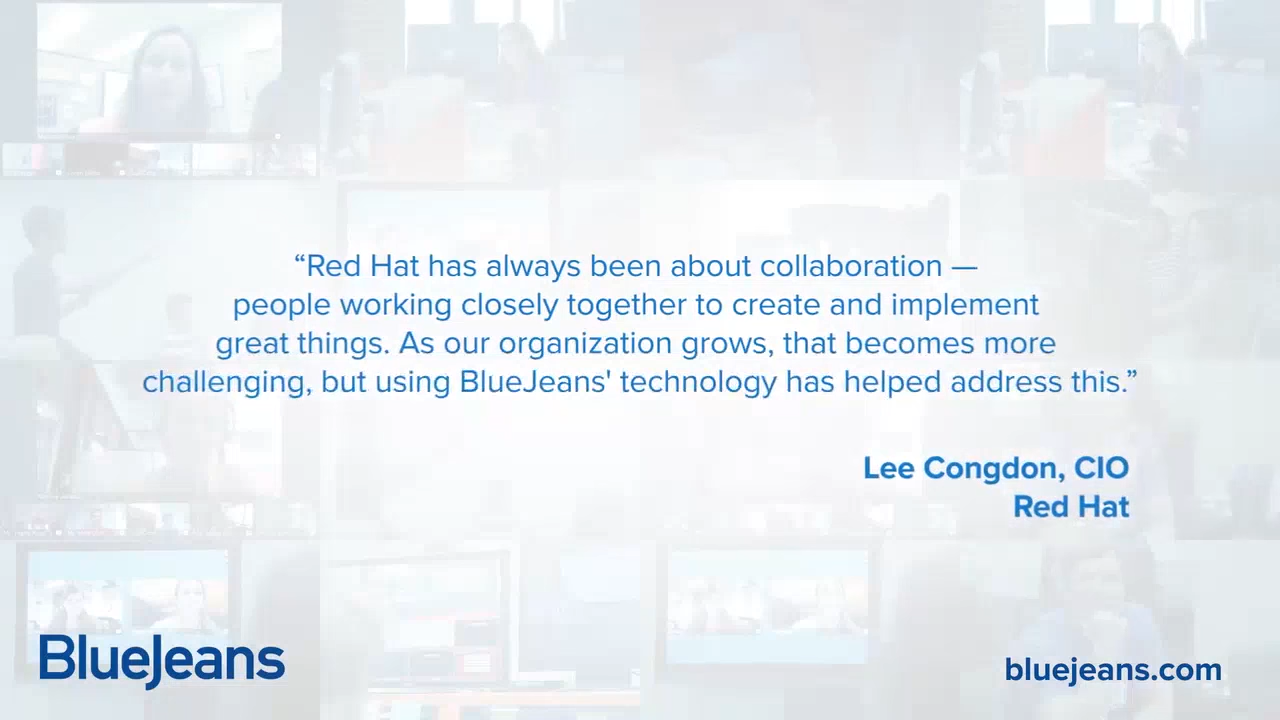 “Red Hat has always been about collaboration —
people working closely together to create and implement
great things. As our organization grows, that becomes more
challenging, but using BlueJeans' technology has helped address this.”
Lee Congdon, CIO
Red Hat
BlueJeans
bluejeans.com